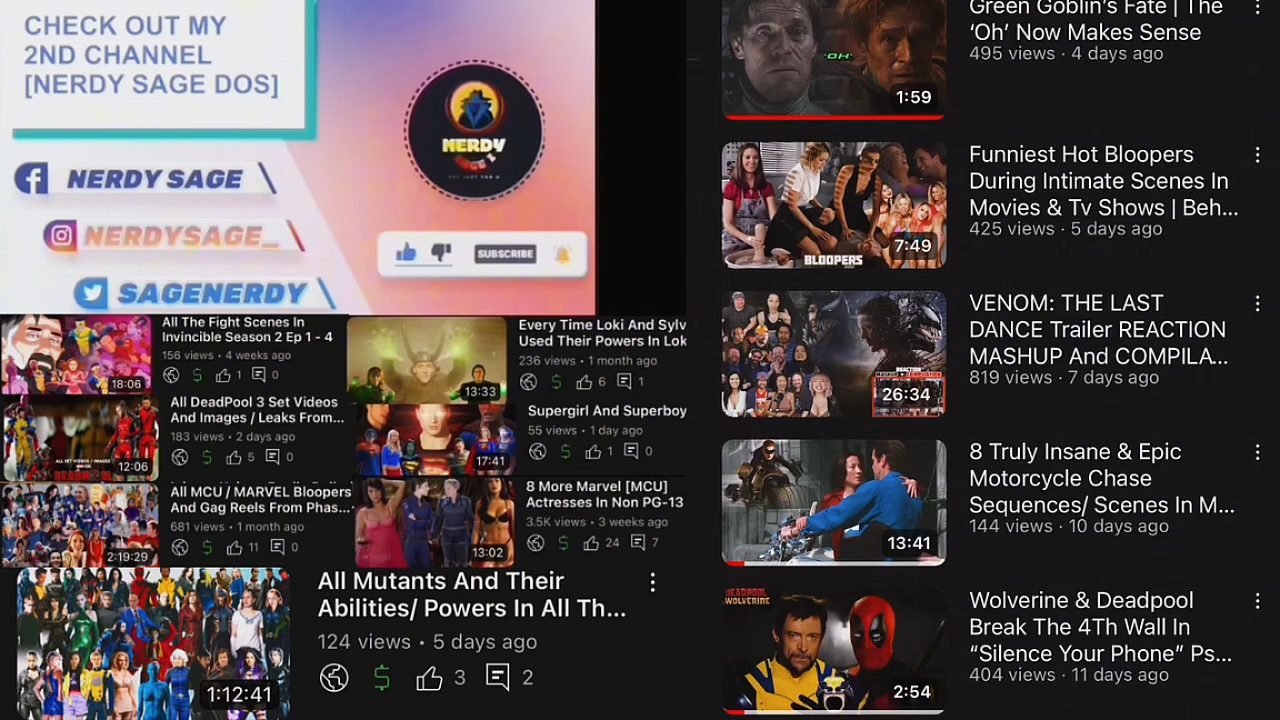 CHECK OUT MY
2ND CHANNEL
[NERDY SAGE DOS]
NERDY
SAGE
NERDY SAGE
NERDYSAGE_
SUBSCRIBE
SAGENERDY
All The Fight Scenes In
Invincible Season 2 Ep 1 - 4
156 views • 4 weeks ago
1 0
18:06
Every Time Loki And Sylv
Used Their Powers In Lok
236 views • 1 month ago
6 1
13:33
All DeadPool 3 Set Videos
And Images / Leaks From...
183 views • 2 days ago
5 0
12:06
Supergirl And Superboy
55 views • 1 day ago
1 0
17:41
All MCU / MARVEL Bloopers
And Gag Reels From Phas...
681 views • 1 month ago
11 0
2:19:29
8 More Marvel [MCU]
Actresses In Non PG-13
3.5K views • 3 weeks ago
24 7
13:02
All Mutants And Their
Abilities/ Powers In All Th...
124 views • 5 days ago
3 2
1:12:41
Green Goblin's Fate | The
‘Oh’ Now Makes Sense
495 views · 4 days ago
"OH"
1:59
Funniest Hot Bloopers
During Intimate Scenes In
Movies & Tv Shows | Beh...
425 views · 5 days ago
7:49
BLOOPERS
VENOM: THE LAST
DANCE Trailer REACTION
MASHUP And COMPILA...
819 views · 7 days ago
REACTION
26:34
8 Truly Insane & Epic
Motorcycle Chase
Sequences/ Scenes In M...
144 views · 10 days ago
13:41
DEADPOOL
WOLVERINE
Wolverine & Deadpool
Break The 4Th Wall In
“Silence Your Phone” Ps...
404 views · 11 days ago
2:54